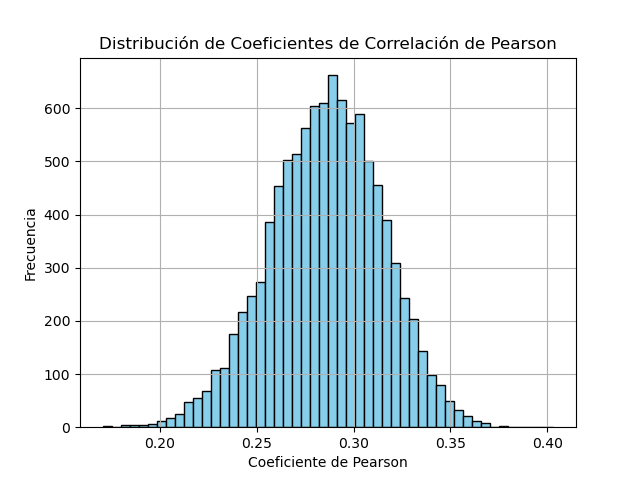 Distribución de Coeficientes de Correlación de Pearson
Frecuencia
600
500
400
300
200
100
0
0.20 0.25 0.30 0.35 0.40
Coeficiente de Pearson